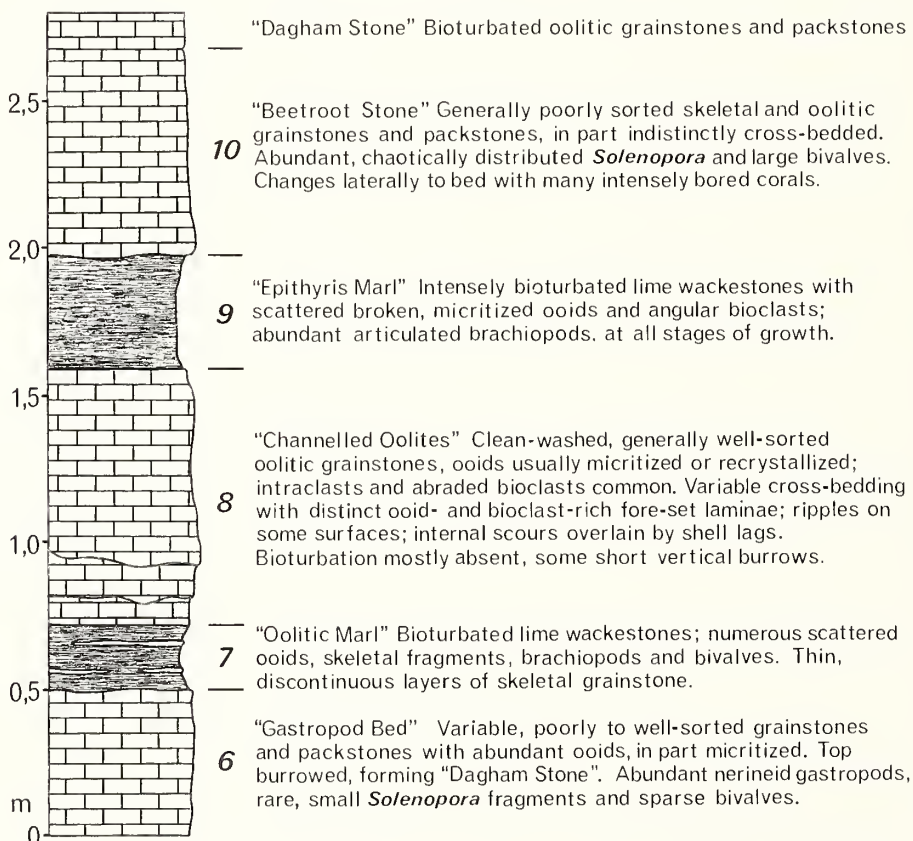 "Dagham Stone" Bioturbated oolitic grainstones and packstones
2,5
"Beetroot Stone" Generally poorly sorted skeletal and oolitic
grainstones and packstones, in part indistinctly cross-bedded.
10
Abundant, chaotically distributed Solenopora and large bivalves.
Changes laterally to bed with many intensely bored corals.
2,0
"Epithyris Marl" Intensely bioturbated lime wackestones with
9
scattered broken, micritized ooids and angular bioclasts;
abundant articulated brachiopods. at all stages of growth.
1,5
"Channelled Oolites" Clean-washed, generally well-sorted
oolitic grainstones, ooids usually micritized or recrystallized;
8
intraclasts and abraded bioclasts common. Variable cross-bedding
with distinct ooid- and bioclast-rich fore-set laminae; ripples on
1,0
some surfaces; internal scours overlain by shell lags.
Bioturbation mostly absent, some short vertical burrows.
"Oolitic Marl" Bioturbated lime wackestones; numerous scattered
7
ooids, skeletal fragments, brachiopods and bivalves. Thin,
discontinuous layers of skeletal grainstone.
0,5
"Gastropod Bed" Variable, poorly to well-sorted grainstones
6
and packstones with abundant ooids, in part micritized. Top
burrowed, forming "Dagham Stone". Abundant nerineid gastropods,
rare, small Solenopora fragments and sparse bivalves.
m
0